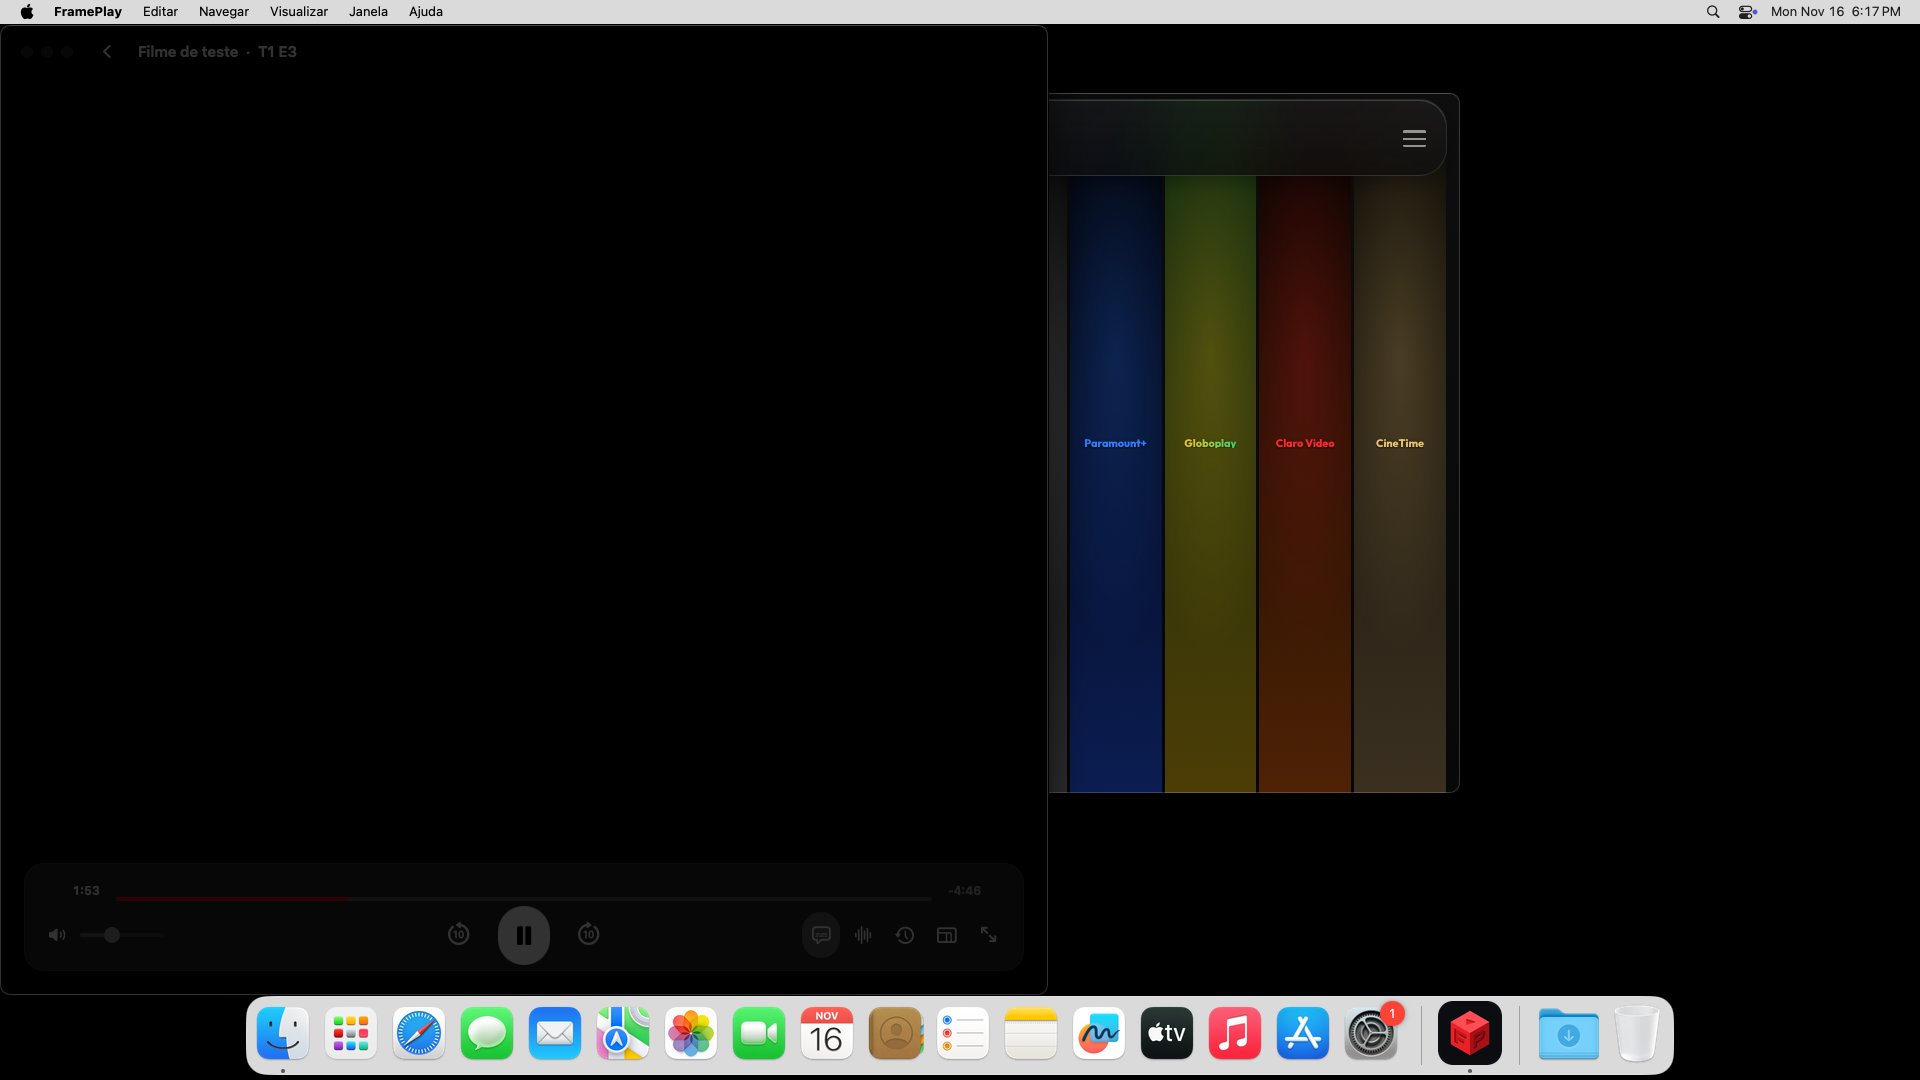 FramePlay Editar Navegar Visualizar Janela Ajuda Mon Nov 16 6:17 PM
Filme de teste · T1 E3
Paramount+ Globoplay Claro Video CineTime
1:53 -4:46
10 10
NOV
16
tv
1